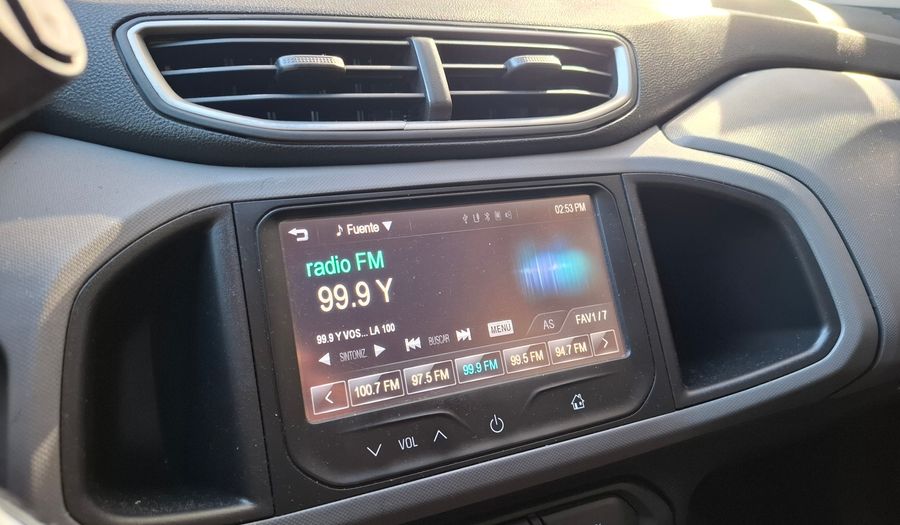 Fuente 02:53 PM
radio FM
99.9 Y
99.9 Y VOS... LA 100
SINTONIZ BUSCAR MENÚ AS FAV1/7
100.7 FM 97.5 FM 99.9 FM 99.5 FM 94.7 FM
VOL